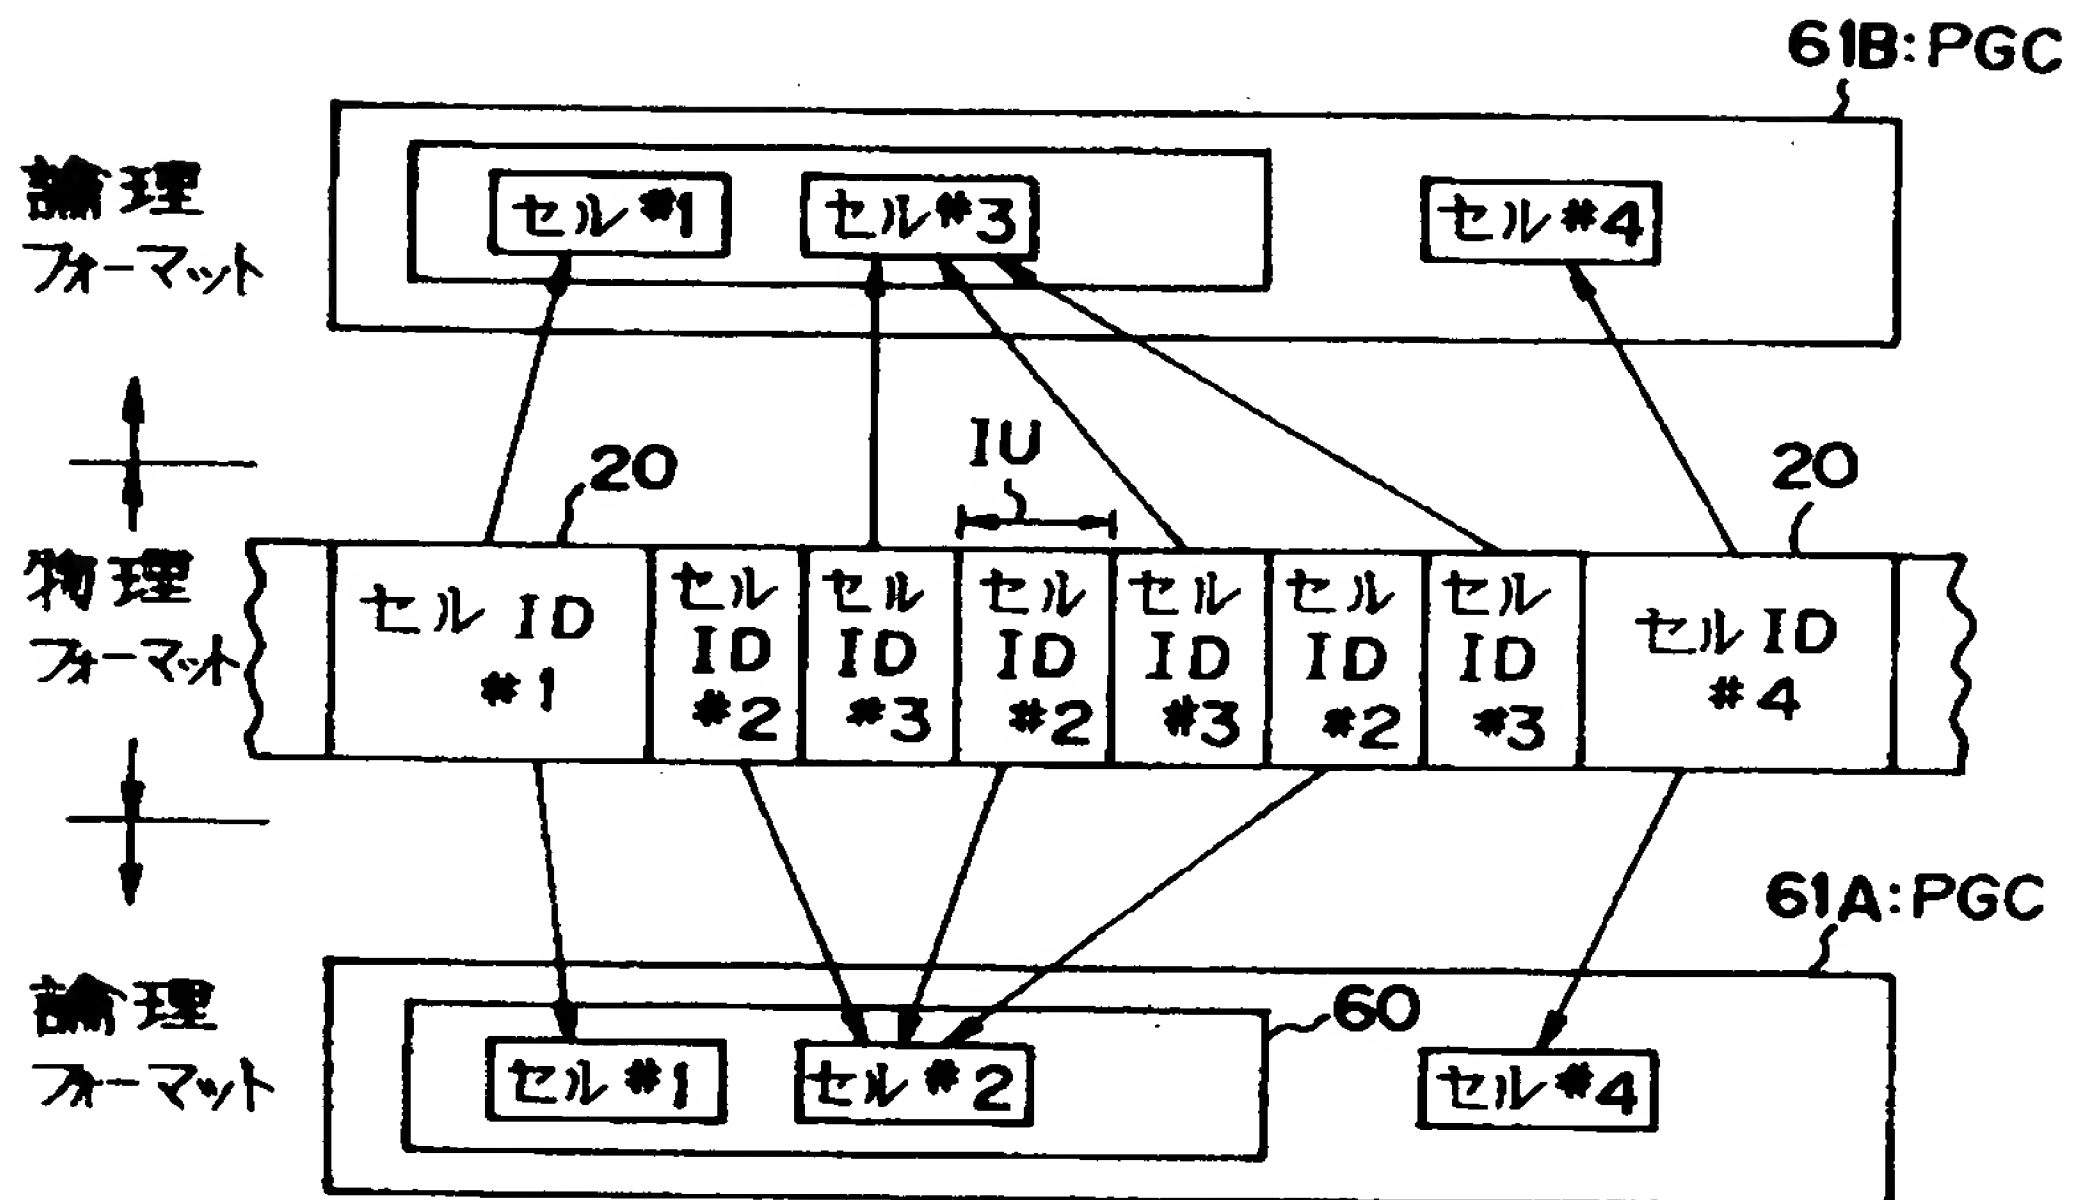 61B:PGC
論理
フォーマット
セル#1
セル#3
セル#4
IU
20
20
物理
フォーマット
セル ID
#1
セル
ID
#2
セル
ID
#3
セル
ID
#2
セル
ID
#3
セル
ID
#2
セル
ID
#3
セル ID
#4
61A:PGC
論理
フォーマット
60
セル#1
セル#2
セル#4